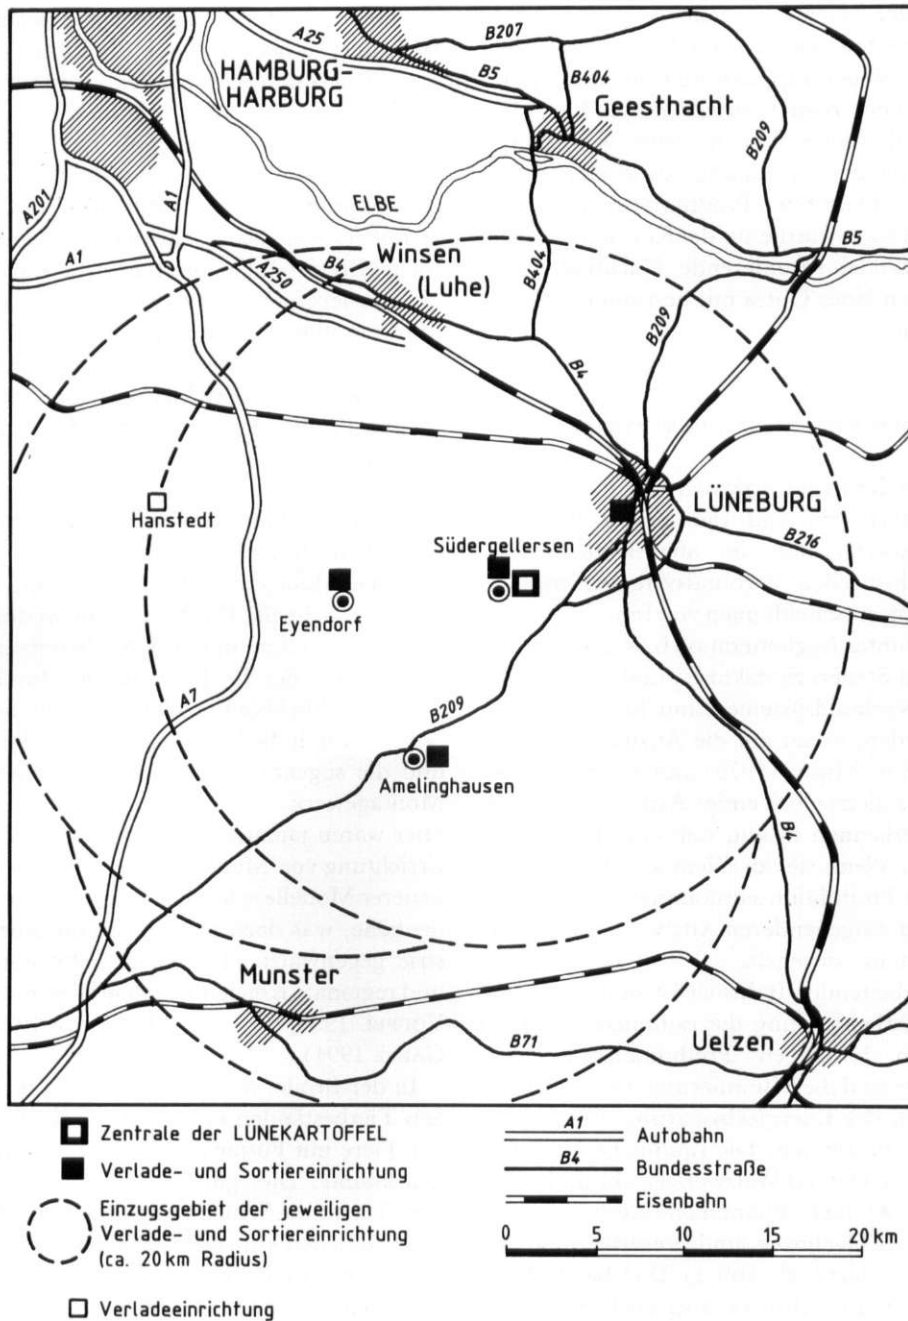 A25
B207
HAMBURG-
HARBURG
B5
B404
Geesthacht
B209
A201
A1
ELBE
A1
Winsen
(Luhe)
B4
A250
B404
B5
B209
B4
Hanstedt
LÜNEBURG
Südergellersen
B216
Eyendorf
A7
B209
Amelinghausen
B4
Munster
Uelzen
B71
Zentrale der LÜNEKARTOFFEL
Verlade- und Sortiereinrichtung
Einzugsgebiet der jeweiligen
Verlade- und Sortiereinrichtung
(ca. 20 km Radius)
Verladeeinrichtung
A1
Autobahn
B4
Bundesstraße
Eisenbahn
0 5 10 15 20 km